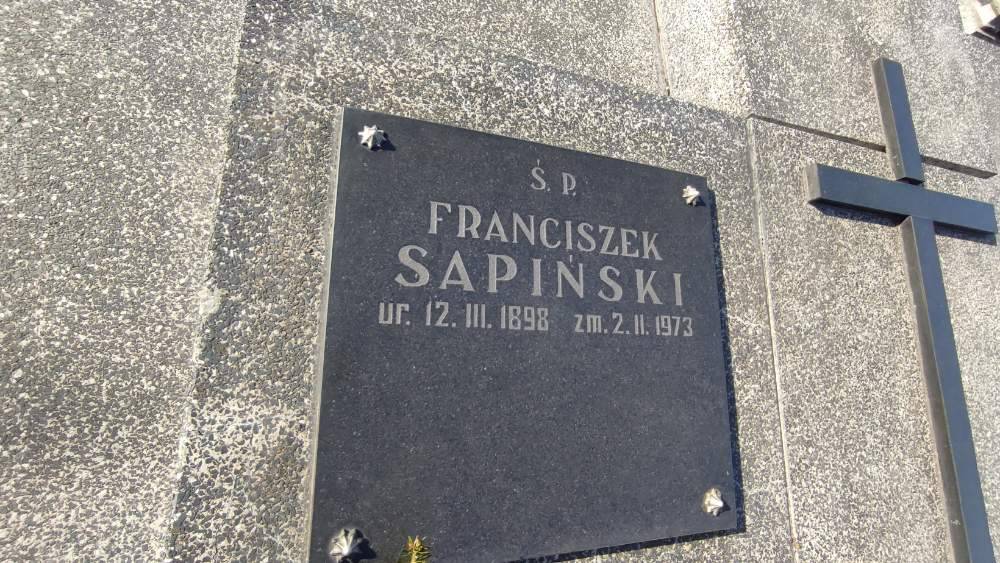 Ś. P.
FRANCISZEK
SAPIŃSKI
ur. 12. III. 1898 zm. 2. II. 1973